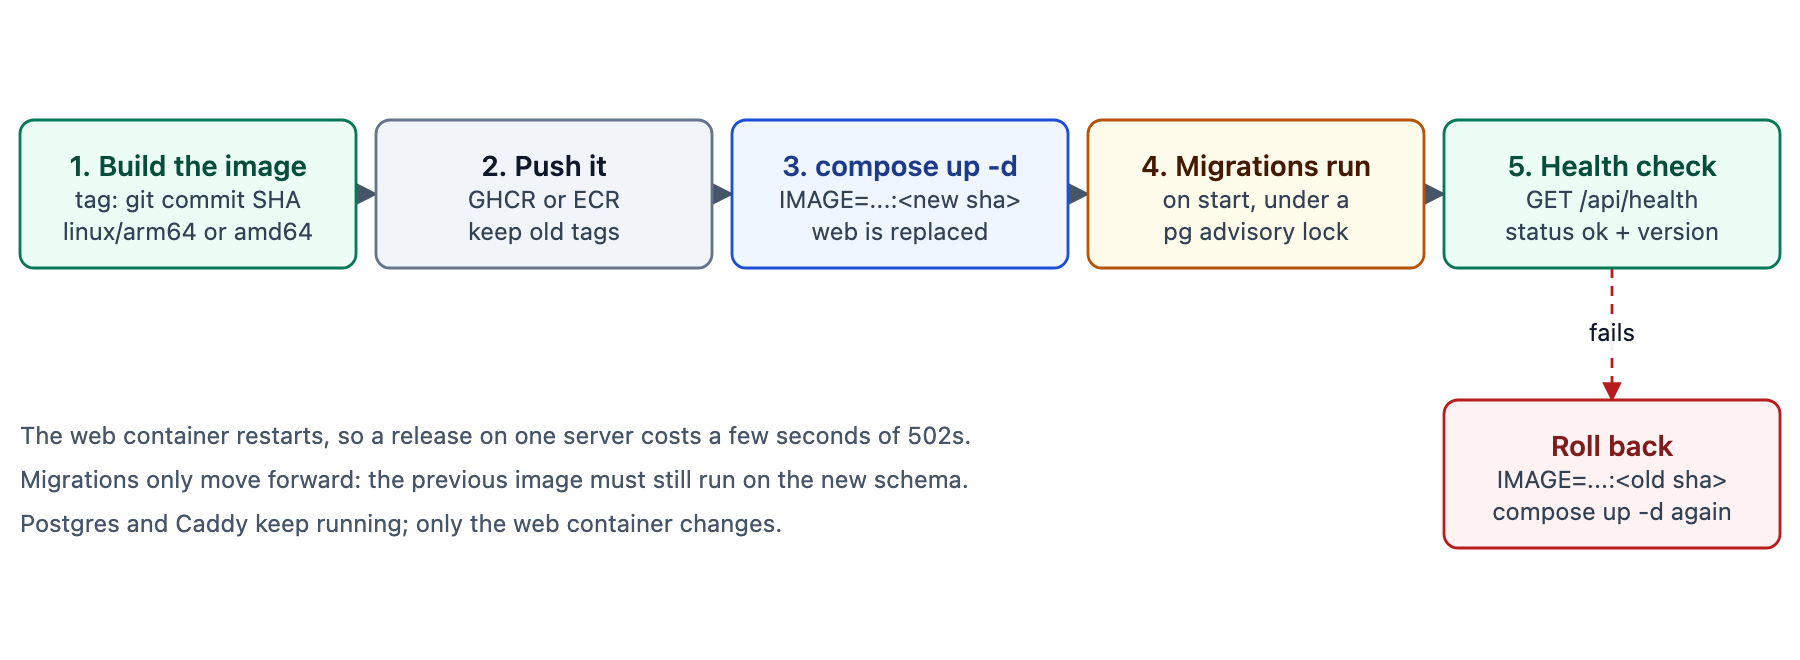 1. Build the image
tag: git commit SHA
linux/arm64 or amd64
2. Push it
GHCR or ECR
keep old tags
3. compose up -d
IMAGE=...:<new sha>
web is replaced
4. Migrations run
on start, under a
pg advisory lock
5. Health check
GET /api/health
status ok + version
fails
Roll back
IMAGE=...:<old sha>
compose up -d again
The web container restarts, so a release on one server costs a few seconds of 502s.
Migrations only move forward: the previous image must still run on the new schema.
Postgres and Caddy keep running; only the web container changes.